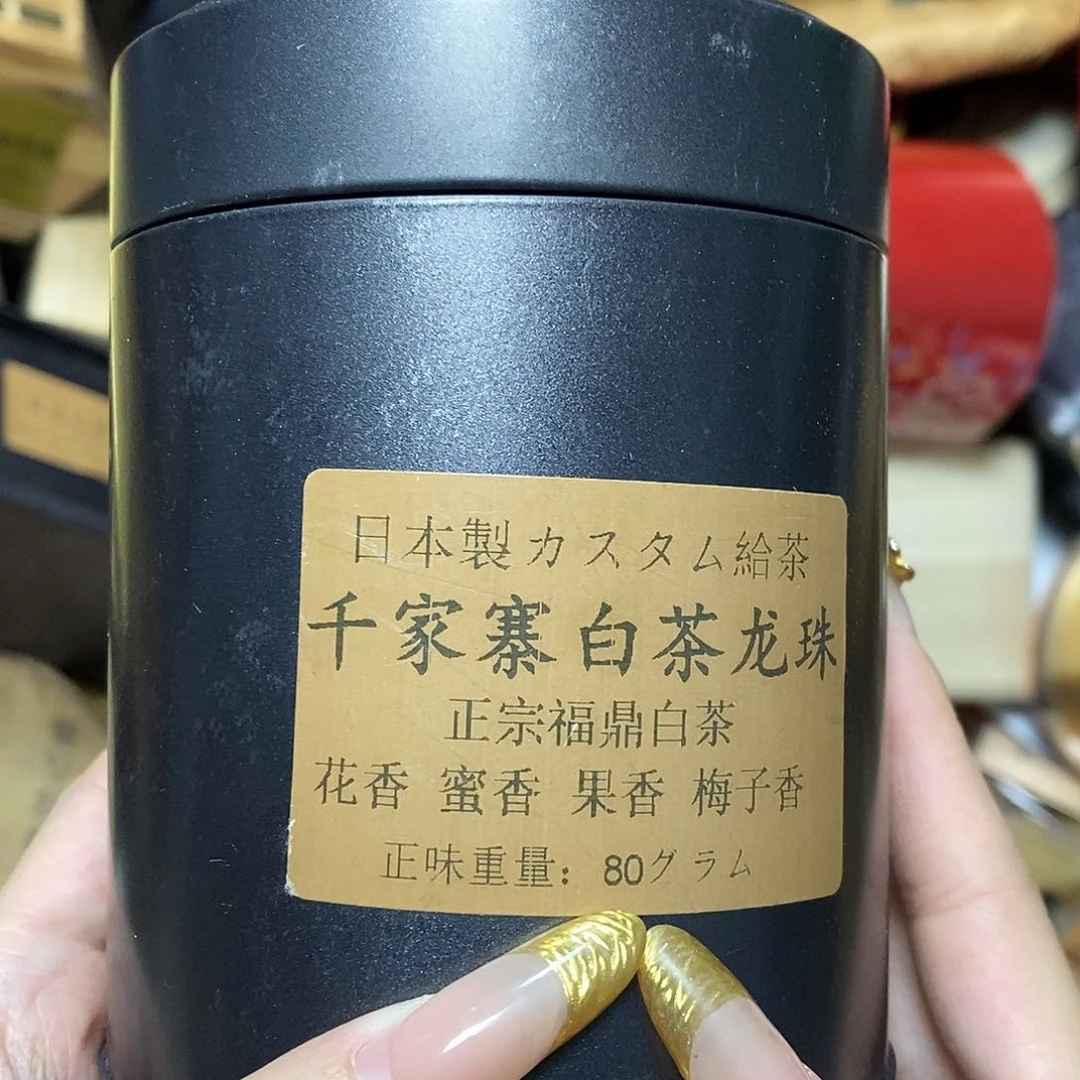 日本製カスタム給茶
千家寨白茶龙珠
正宗福鼎白茶
花香 蜜香 果香 梅子香
正味重量：80グラム